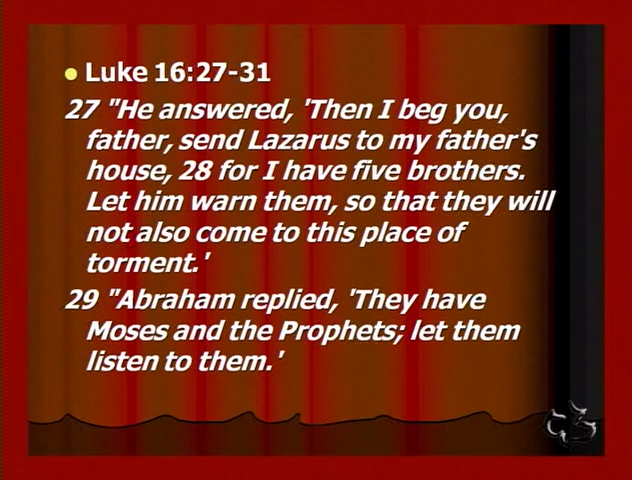 Luke 16:27-31
27 "He answered, 'Then I beg you,
father, send Lazarus to my father's
house, 28 for I have five brothers.
Let him warn them, so that they will
not also come to this place of
torment.'
29 "Abraham replied, 'They have
Moses and the Prophets; let them
listen to them.'